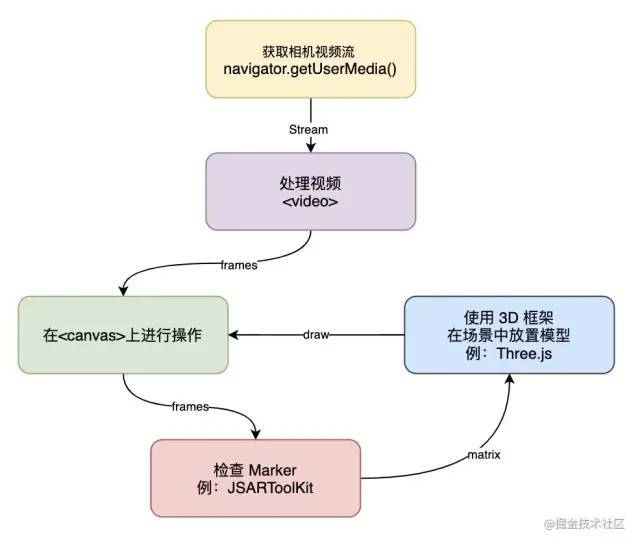 获取相机视频流
navigator.getUserMedia()
Stream
处理视频
<video>
frames
在<canvas>上进行操作
draw
使用 3D 框架
在场景中放置模型
例：Three.js
frames
检查 Marker
例：JSARToolKit
matrix
@掘金技术社区